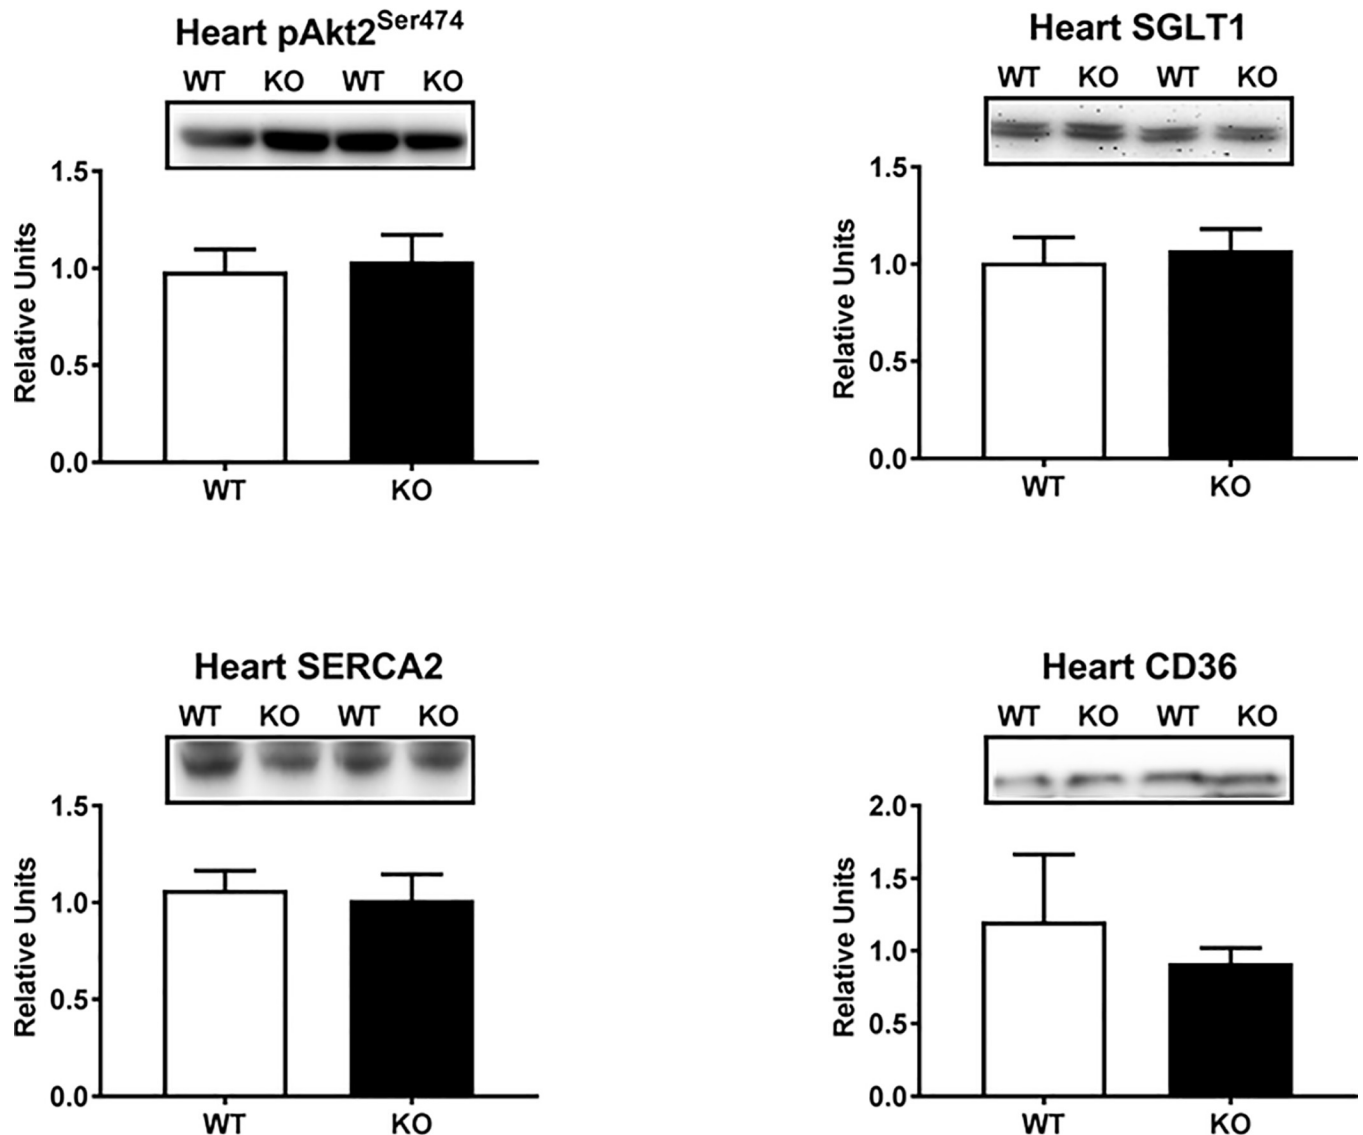 Heart pAkt2Ser474
WT KO WT KO
1.5
1.0
0.5
0.0
Relative Units
WT KO
Heart SGLT1
WT KO WT KO
1.5
1.0
0.5
0.0
Relative Units
WT KO
Heart SERCA2
WT KO WT KO
1.5
1.0
0.5
0.0
Relative Units
WT KO
Heart CD36
WT KO WT KO
2.0
1.5
1.0
0.5
0.0
Relative Units
WT KO